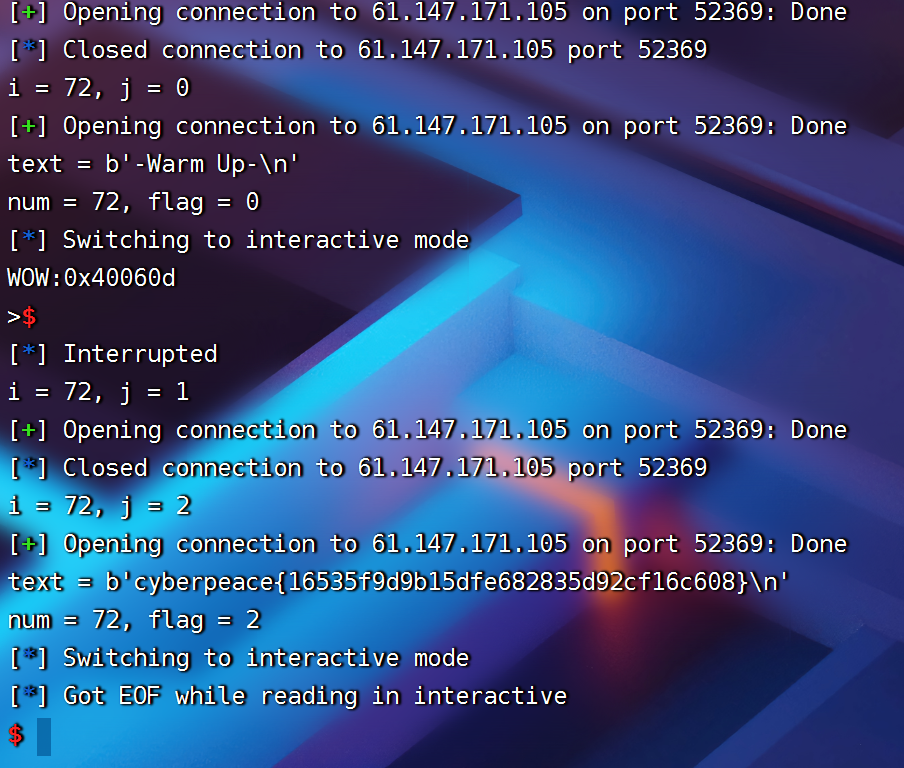 [+] Opening connection to 61.147.171.105 on port 52369: Done
[*] Closed connection to 61.147.171.105 port 52369
i = 72, j = 0
[+] Opening connection to 61.147.171.105 on port 52369: Done
text = b'-Warm Up-\n'
num = 72, flag = 0
[*] Switching to interactive mode
WOW:0x40060d
>$
[*] Interrupted
i = 72, j = 1
[+] Opening connection to 61.147.171.105 on port 52369: Done
[*] Closed connection to 61.147.171.105 port 52369
i = 72, j = 2
[+] Opening connection to 61.147.171.105 on port 52369: Done
text = b'cyberpeace{16535f9d9b15dfe682835d92cf16c608}\n'
num = 72, flag = 2
[*] Switching to interactive mode
[*] Got EOF while reading in interactive
$